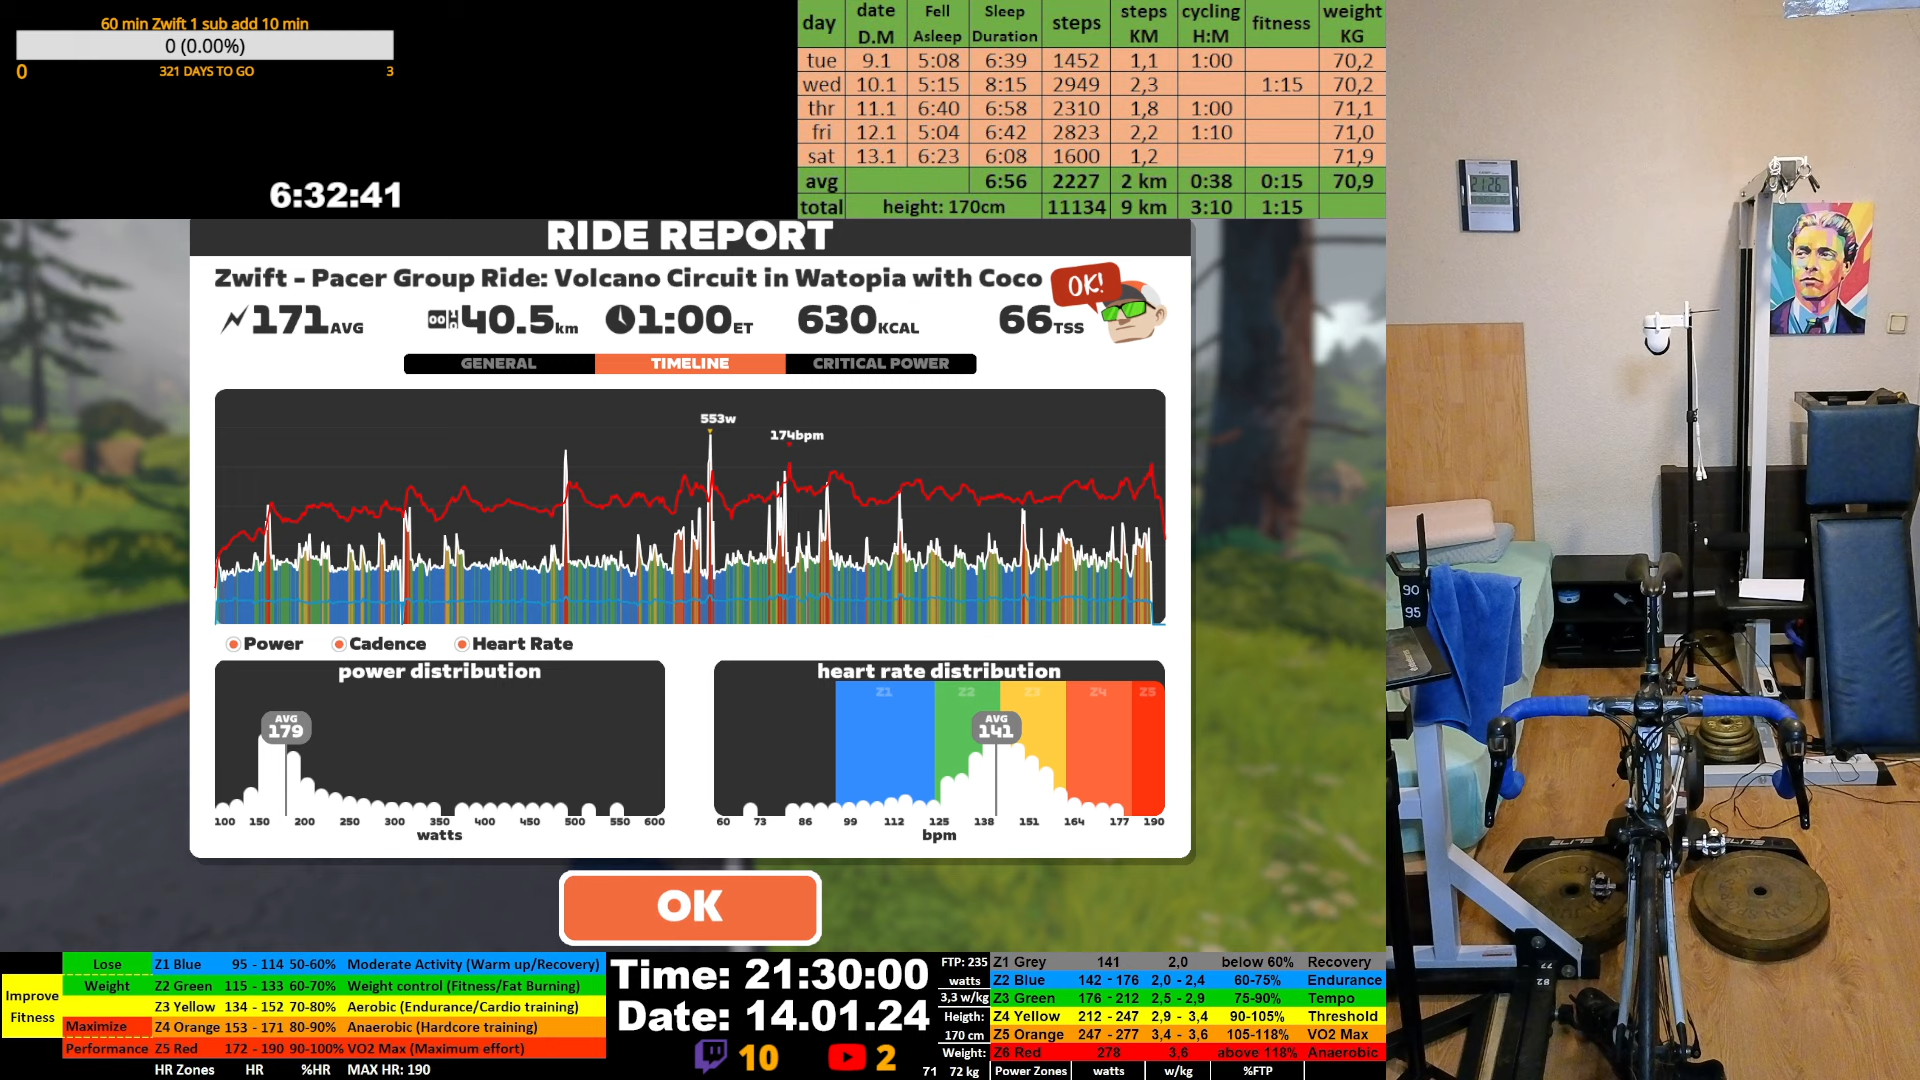 60 min Zwift 1 sub add 10 min
0 (0.00%)
0 321 DAYS TO GO 3
6:32:41
day date D.M Fell Asleep Sleep Duration steps steps KM cycling H:M fitness weight KG
tue 9.1 5:08 6:39 1452 1,1 1:00 70,2
wed 10.1 5:15 8:15 2949 2,3 1:15 70,2
thr 11.1 6:40 6:58 2310 1,8 1:00 71,1
fri 12.1 5:04 6:42 2823 2,2 1:10 71,0
sat 13.1 6:23 6:08 1600 1,2 71,9
avg 6:56 2227 2 km 0:38 0:15 70,9
total height: 170cm 11134 9 km 3:10 1:15
RIDE REPORT
Zwift - Pacer Group Ride: Volcano Circuit in Watopia with Coco
OK!
171AVG 40.5km 1:00ET 630KCAL 66TSS
GENERAL TIMELINE CRITICAL POWER
553w
174bpm
Power Cadence Heart Rate
power distribution
AVG
179
100 150 200 250 300 350 400 450 500 550 600
watts
heart rate distribution
Z1 Z2 Z3 Z4 Z5
AVG
141
60 73 86 99 112 125 138 151 164 177 190
bpm
OK
Improve Fitness
Lose Weight
Maximize Performance
Z1 Blue 95 - 114 50-60% Moderate Activity (Warm up/Recovery)
Z2 Green 115 - 133 60-70% Weight control (Fitness/Fat Burning)
Z3 Yellow 134 - 152 70-80% Aerobic (Endurance/Cardio training)
Z4 Orange 153 - 171 80-90% Anaerobic (Hardcore training)
Z5 Red 172 - 190 90-100% VO2 Max (Maximum effort)
HR Zones HR %HR MAX HR: 190
Time: 21:30:00
Date: 14.01.24
10 2
FTP: 235
watts
3,3 w/kg
Heigth:
170 cm
Weight:
71 72 kg
Z1 Grey 141 2,0 below 60% Recovery
Z2 Blue 142 - 176 2,0 - 2,4 60-75% Endurance
Z3 Green 176 - 212 2,5 - 2,9 75-90% Tempo
Z4 Yellow 212 - 247 2,9 - 3,4 90-105% Threshold
Z5 Orange 247 - 277 3,4 - 3,6 105-118% VO2 Max
Z6 Red 278 3,6 above 118% Anaerobic
Power Zones watts w/kg %FTP
90
95
TREK
ELITE
77
82